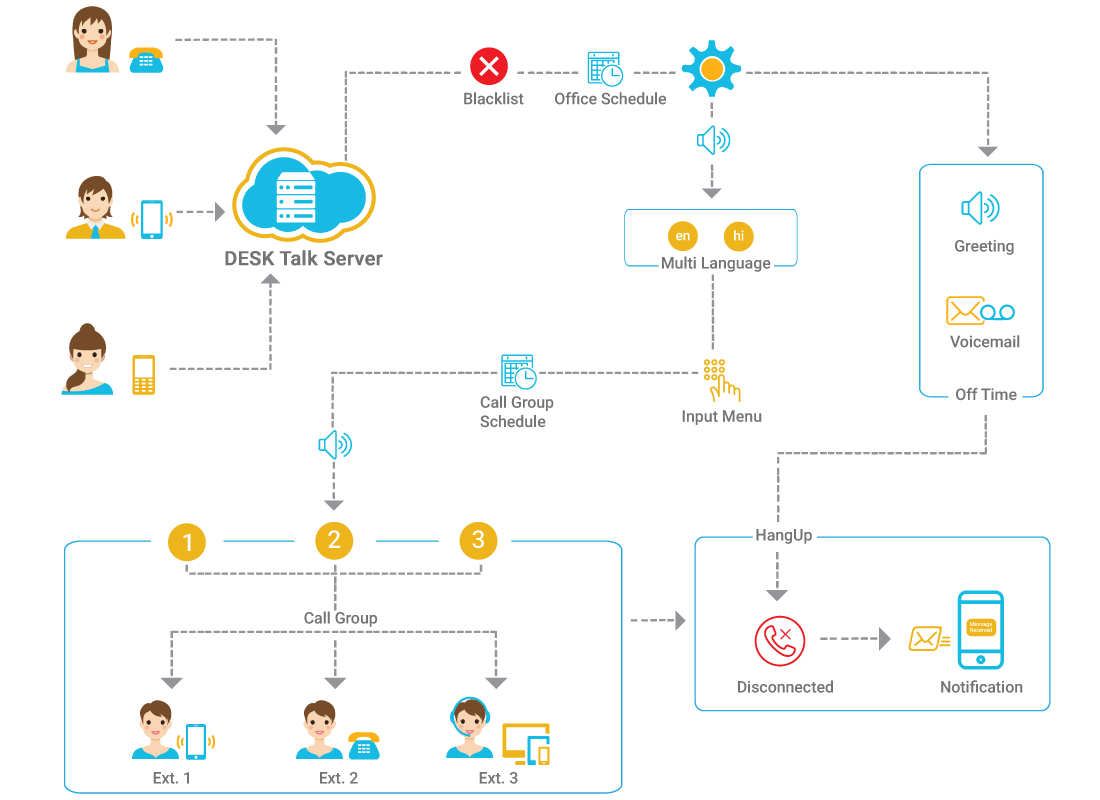 Blacklist
Office Schedule
DESK Talk Server
en
hi
Multi Language
Greeting
Voicemail
Off Time
Call Group
Schedule
Input Menu
1
2
3
Call Group
Ext. 1
Ext. 2
Ext. 3
HangUp
Disconnected
Message
Received
Notification